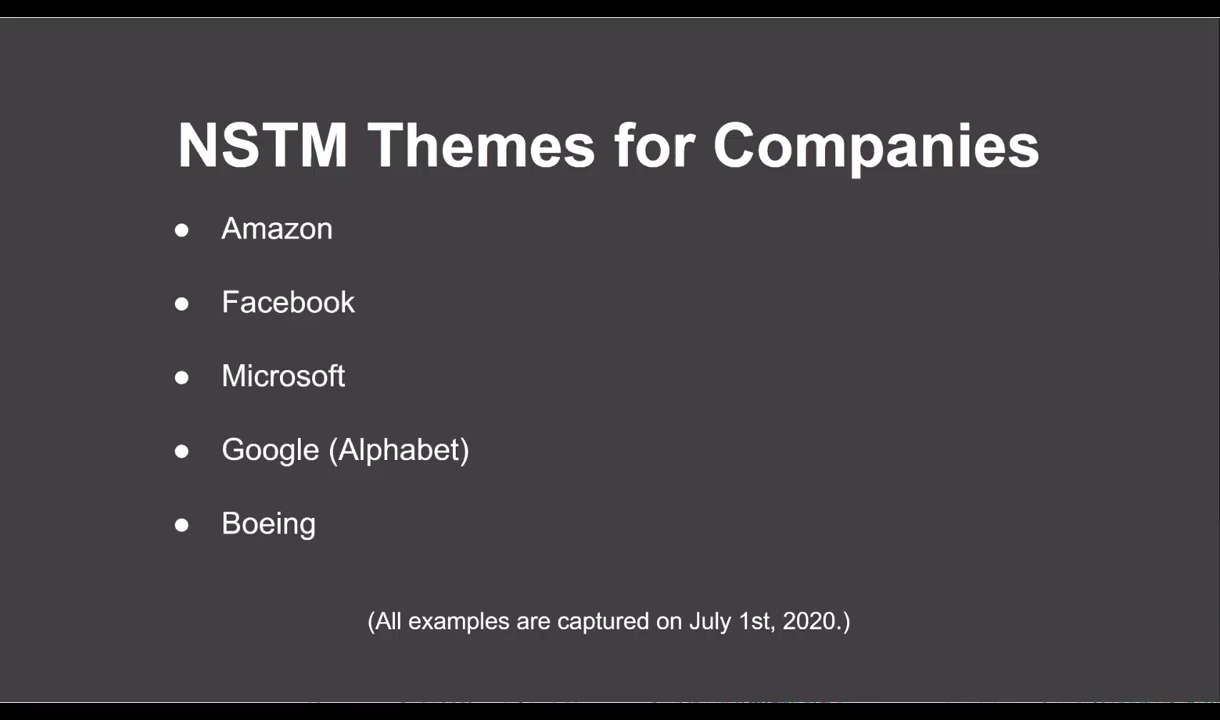 NSTM Themes for Companies
● Amazon
● Facebook
● Microsoft
● Google (Alphabet)
● Boeing
(All examples are captured on July 1st, 2020.)